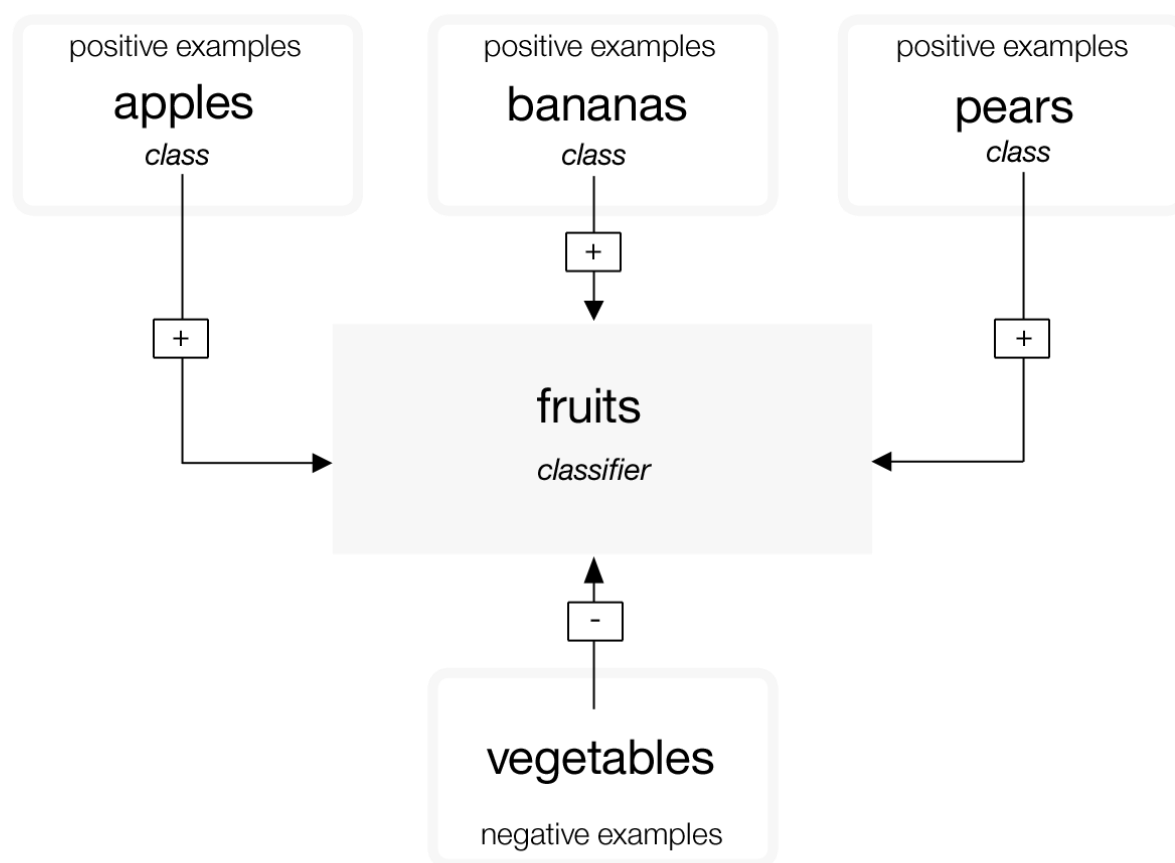 positive examples
apples
class
positive examples
bananas
class
positive examples
pears
class
+
+
+
fruits
classifier
-
vegetables
negative examples